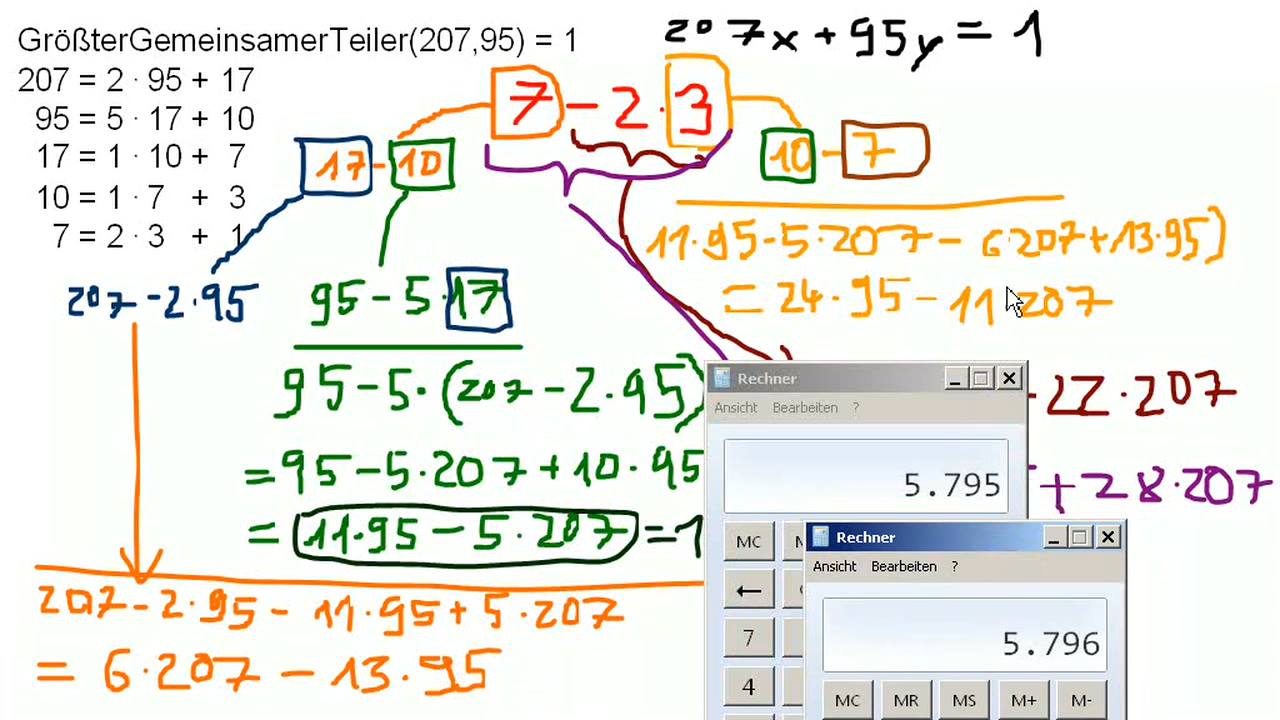 GrößterGemeinsamerTeiler(207,95) = 1
207x + 95y = 1
207 = 2 · 95 + 17
95 = 5 · 17 + 10
17 = 1 · 10 + 7
10 = 1 · 7 + 3
7 = 2 · 3 + 1
7 - 2 · 3
17 - 10
10 - 7
11·95-5·207 - 6·207+13·95)
= 24·95 - 11·207
207 - 2·95
95 - 5·17
95 - 5·(207 - 2·95)
= 95 - 5·207 + 10·95
= 11·95 - 5·207 = 1
- 22·207
+ 28·207
207 - 2·95 - 11·95 + 5·207
= 6·207 - 13·95
Rechner
Ansicht Bearbeiten ?
5.795
MC
←
7
4
Rechner
Ansicht Bearbeiten ?
5.796
MC MR MS M+ M-